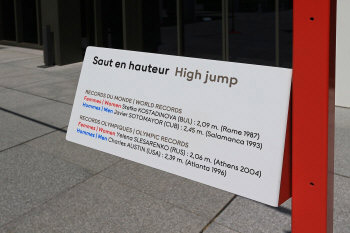 Saut en hauteur High jump
RECORDS DU MONDE | WORLD RECORDS
Femmes | Women Stefka KOSTADINOVA (BUL) : 2,09 m. (Rome 1987)
Hommes | Men Javier SOTOMAYOR (CUB) : 2,45 m. (Salamanca 1993)
RECORDS OLYMPIQUES | OLYMPIC RECORDS
Femmes | Women Yelena SLESARENKO (RUS) : 2,06 m. (Athens 2004)
Hommes | Men Charles AUSTIN (USA) : 2,39 m. (Atlanta 1996)